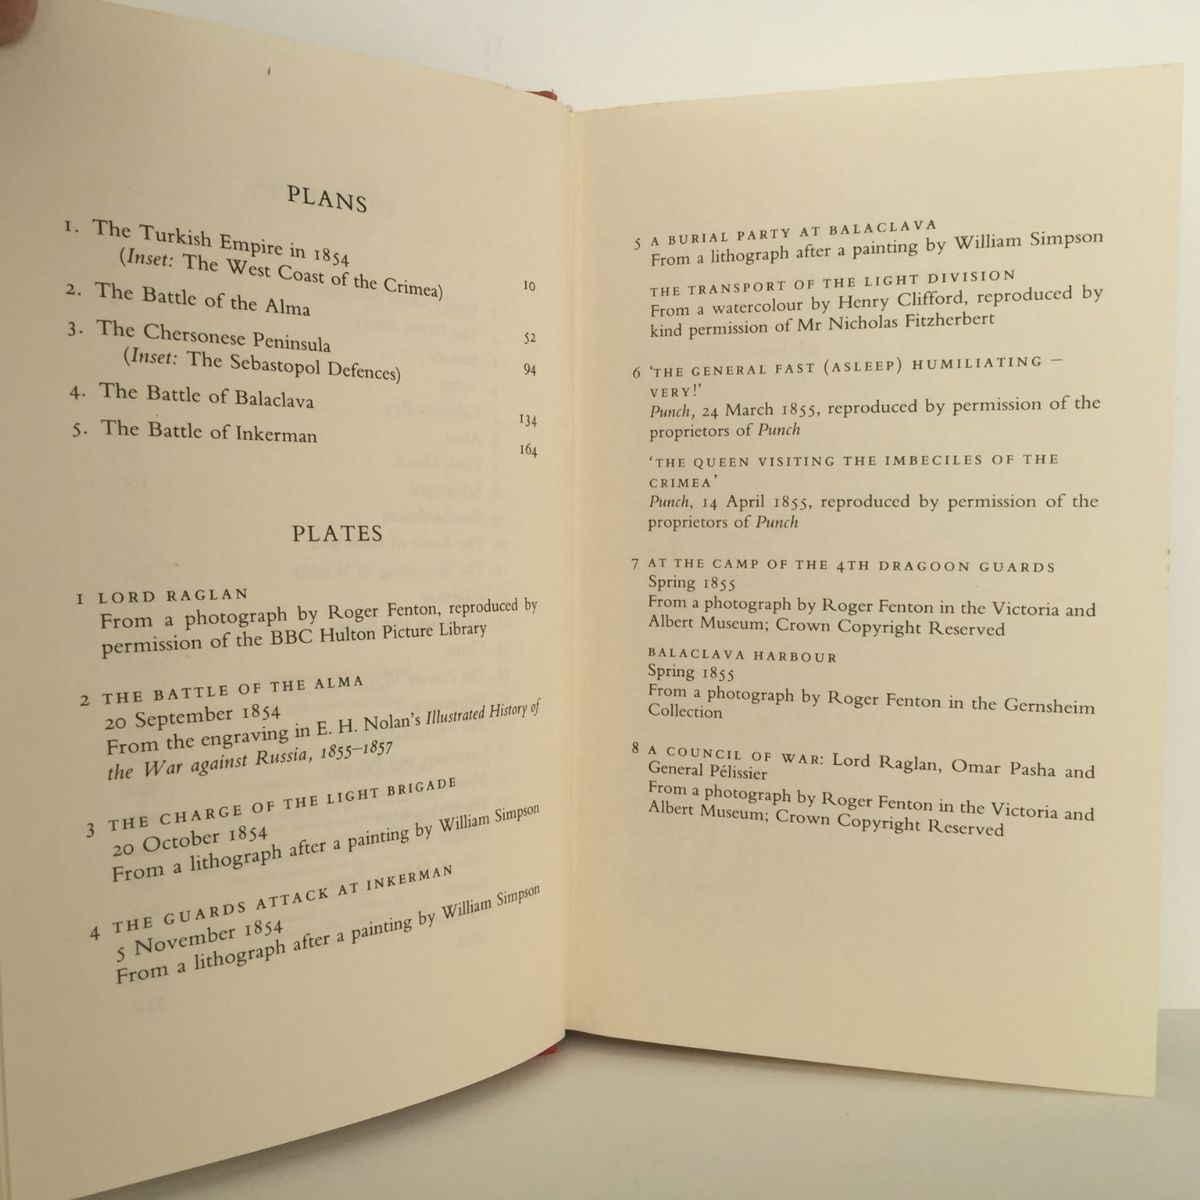 PLANS
1. The Turkish Empire in 1854
(Inset: The West Coast of the Crimea) 10
2. The Battle of the Alma 52
3. The Chersonese Peninsula
(Inset: The Sebastopol Defences) 94
4. The Battle of Balaclava 134
5. The Battle of Inkerman 164
PLATES
1 LORD RAGLAN
From a photograph by Roger Fenton, reproduced by
permission of the BBC Hulton Picture Library
2 THE BATTLE OF THE ALMA
20 September 1854
From the engraving in E. H. Nolan's Illustrated History of
the War against Russia, 1855–1857
3 THE CHARGE OF THE LIGHT BRIGADE
20 October 1854
From a lithograph after a painting by William Simpson
4 THE GUARDS ATTACK AT INKERMAN
5 November 1854
From a lithograph after a painting by William Simpson
5 A BURIAL PARTY AT BALACLAVA
From a lithograph after a painting by William Simpson
THE TRANSPORT OF THE LIGHT DIVISION
From a watercolour by Henry Clifford, reproduced by
kind permission of Mr Nicholas Fitzherbert
6 'THE GENERAL FAST (ASLEEP) HUMILIATING –
VERY!'
Punch, 24 March 1855, reproduced by permission of the
proprietors of Punch
'THE QUEEN VISITING THE IMBECILES OF THE
CRIMEA'
Punch, 14 April 1855, reproduced by permission of the
proprietors of Punch
7 AT THE CAMP OF THE 4TH DRAGOON GUARDS
Spring 1855
From a photograph by Roger Fenton in the Victoria and
Albert Museum; Crown Copyright Reserved
BALACLAVA HARBOUR
Spring 1855
From a photograph by Roger Fenton in the Gernsheim
Collection
8 A COUNCIL OF WAR: Lord Raglan, Omar Pasha and
General Pélissier
From a photograph by Roger Fenton in the Victoria and
Albert Museum; Crown Copyright Reserved